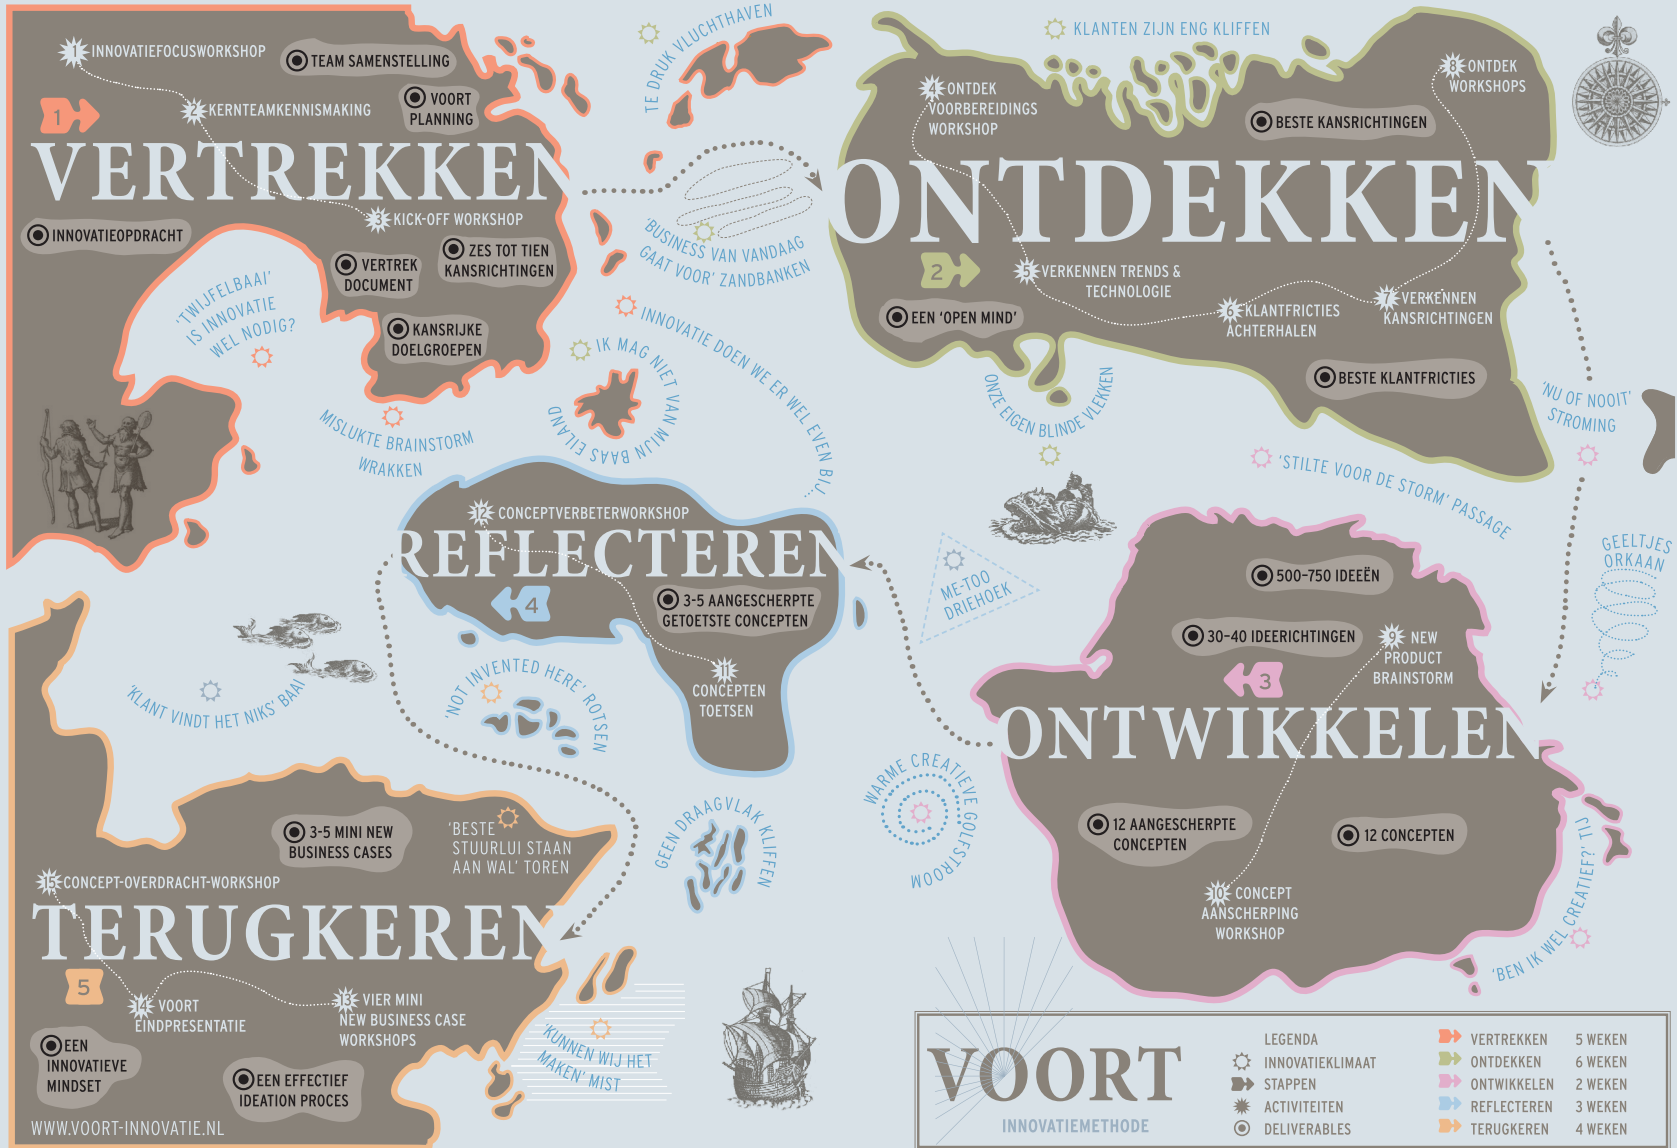 1 INNOVATIEFOCUSWORKSHOP
TEAM SAMENSTELLING
VOORT
PLANNING
2 KERNTEAMKENNISMAKING
1
VERTREKKEN
3 KICK-OFF WORKSHOP
INNOVATIEOPDRACHT
ZES TOT TIEN
KANSRICHTINGEN
VERTREK
DOCUMENT
KANSRIJKE
DOELGROEPEN
'TWIJFELBAAI'
IS INNOVATIE
WEL NODIG?
MISLUKTE BRAINSTORM
WRAKKEN
TE DRUK VLUCHTHAVEN
'BUSINESS VAN VANDAAG
GAAT VOOR' ZANDBANKEN
INNOVATIE DOEN WE ER WEL EVEN BIJ...
IK MAG NIET VAN MIJN BAAS EILAND
KLANTEN ZIJN ENG KLIFFEN
4 ONTDEK
VOORBEREIDINGS
WORKSHOP
8 ONTDEK
WORKSHOPS
BESTE KANSRICHTINGEN
ONTDEKKEN
2
5 VERKENNEN TRENDS &
TECHNOLOGIE
EEN 'OPEN MIND'
6 KLANTFRICTIES
ACHTERHALEN
7 VERKENNEN
KANSRICHTINGEN
BESTE KLANTFRICTIES
ONZE EIGEN BLINDE VLEKKEN
'NU OF NOOIT'
STROMING
'STILTE VOOR DE STORM' PASSAGE
GEELTJES
ORKAAN
12 CONCEPTVERBETERWORKSHOP
REFLECTEREN
4
3-5 AANGESCHERPTE
GETOETSTE CONCEPTEN
11
CONCEPTEN
TOETSEN
ME-TOO
DRIEHOEK
'NOT INVENTED HERE' ROTSEN
'KLANT VINDT HET NIKS' BAAI
GEEN DRAAGVLAK KLIFFEN
WARME CREATIEVE GOLFSTROOM
500-750 IDEEËN
30-40 IDEERICHTINGEN
9 NEW
PRODUCT
BRAINSTORM
3
ONTWIKKELEN
12 AANGESCHERPTE
CONCEPTEN
12 CONCEPTEN
10 CONCEPT
AANSCHERPING
WORKSHOP
'BEN IK WEL CREATIEF?' TIJ
3-5 MINI NEW
BUSINESS CASES
'BESTE
STUURLUI STAAN
AAN WAL' TOREN
15 CONCEPT-OVERDRACHT-WORKSHOP
TERUGKEREN
5
14 VOORT
EINDPRESENTATIE
13 VIER MINI
NEW BUSINESS CASE
WORKSHOPS
EEN
INNOVATIEVE
MINDSET
EEN EFFECTIEF
IDEATION PROCES
'KUNNEN WIJ HET
MAKEN' MIST
WWW.VOORT-INNOVATIE.NL
VOORT
INNOVATIEMETHODE
LEGENDA
INNOVATIEKLIMAAT
STAPPEN
ACTIVITEITEN
DELIVERABLES
VERTREKKEN 5 WEKEN
ONTDEKKEN 6 WEKEN
ONTWIKKELEN 2 WEKEN
REFLECTEREN 3 WEKEN
TERUGKEREN 4 WEKEN